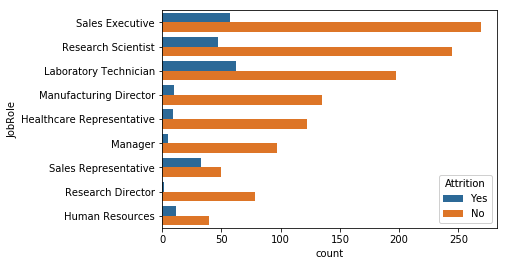 JobRole
Sales Executive
Research Scientist
Laboratory Technician
Manufacturing Director
Healthcare Representative
Manager
Sales Representative
Research Director
Human Resources
Attrition
Yes
No
0 50 100 150 200 250
count